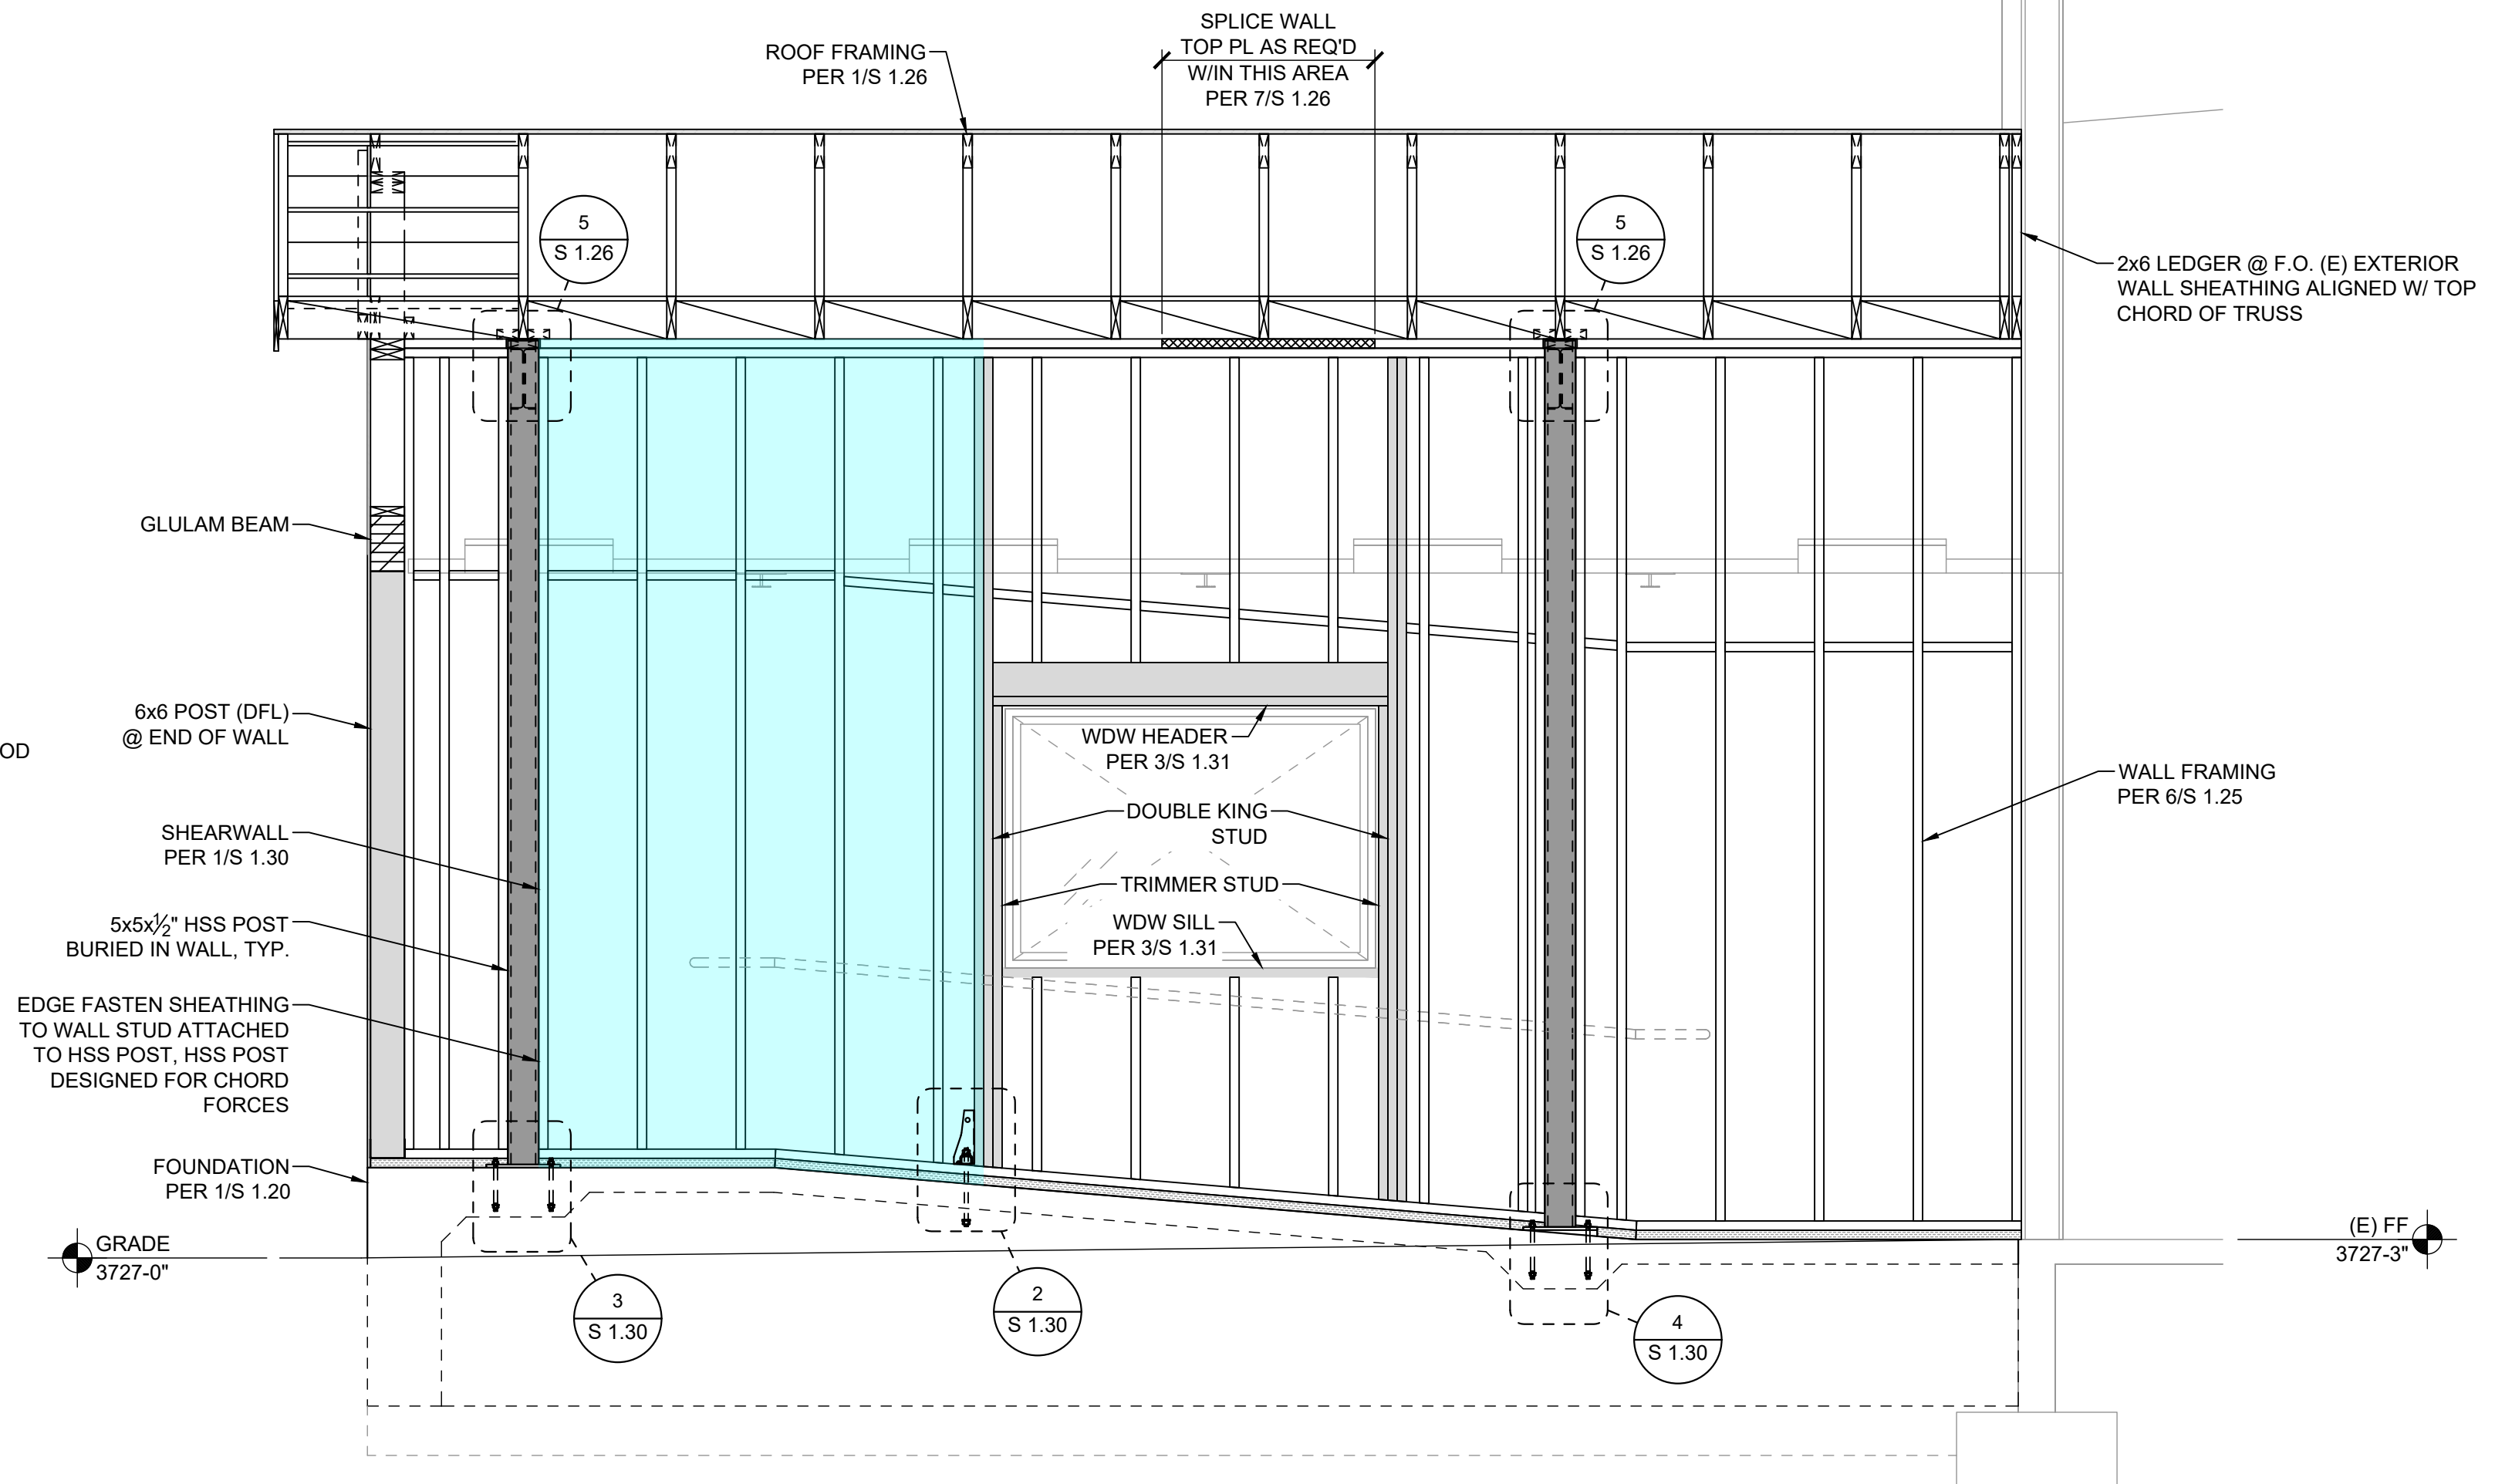 SPLICE WALL
TOP PL AS REQ'D
W/IN THIS AREA
PER 7/S 1.26
ROOF FRAMING
PER 1/S 1.26
5
S 1.26
5
S 1.26
2x6 LEDGER @ F.O. (E) EXTERIOR
WALL SHEATHING ALIGNED W/ TOP
CHORD OF TRUSS
GLULAM BEAM
6x6 POST (DFL)
@ END OF WALL
OD
WDW HEADER
PER 3/S 1.31
WALL FRAMING
PER 6/S 1.25
DOUBLE KING
STUD
SHEARWALL
PER 1/S 1.30
TRIMMER STUD
WDW SILL
PER 3/S 1.31
5x5x½" HSS POST
BURIED IN WALL, TYP.
EDGE FASTEN SHEATHING
TO WALL STUD ATTACHED
TO HSS POST, HSS POST
DESIGNED FOR CHORD
FORCES
FOUNDATION
PER 1/S 1.20
GRADE
3727-0"
(E) FF
3727-3"
3
S 1.30
2
S 1.30
4
S 1.30